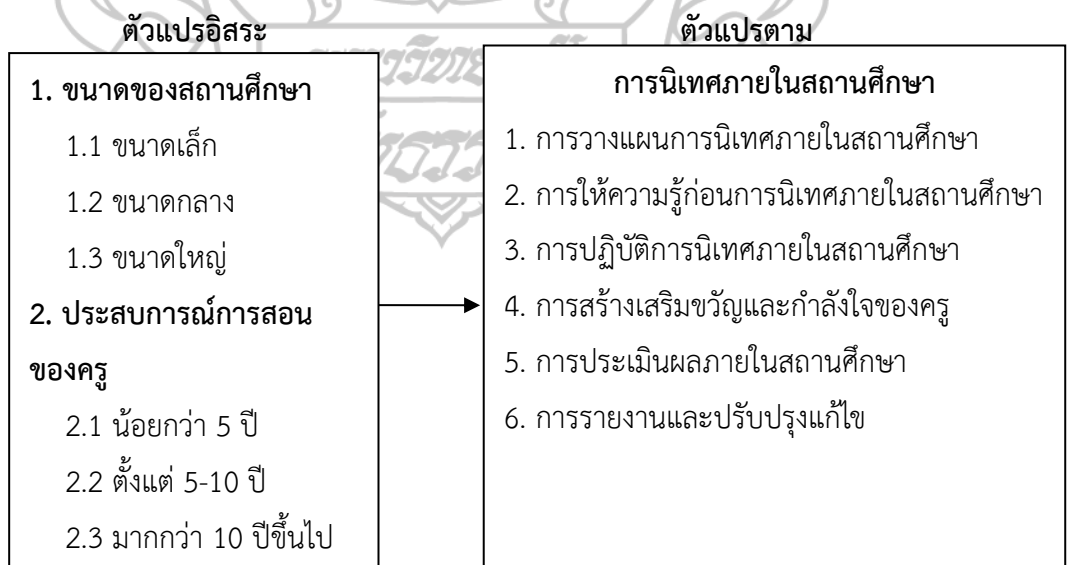 ตัวแปรอิสระ
1. ขนาดของสถานศึกษา
1.1 ขนาดเล็ก
1.2 ขนาดกลาง
1.3 ขนาดใหญ่
2. ประสบการณ์การสอน
ของครู
2.1 น้อยกว่า 5 ปี
2.2 ตั้งแต่ 5-10 ปี
2.3 มากกว่า 10 ปีขึ้นไป
ตัวแปรตาม
การนิเทศภายในสถานศึกษา
1. การวางแผนการนิเทศภายในสถานศึกษา
2. การให้ความรู้ก่อนการนิเทศภายในสถานศึกษา
3. การปฏิบัติการนิเทศภายในสถานศึกษา
4. การสร้างเสริมขวัญและกำลังใจของครู
5. การประเมินผลภายในสถานศึกษา
6. การรายงานและปรับปรุงแก้ไข